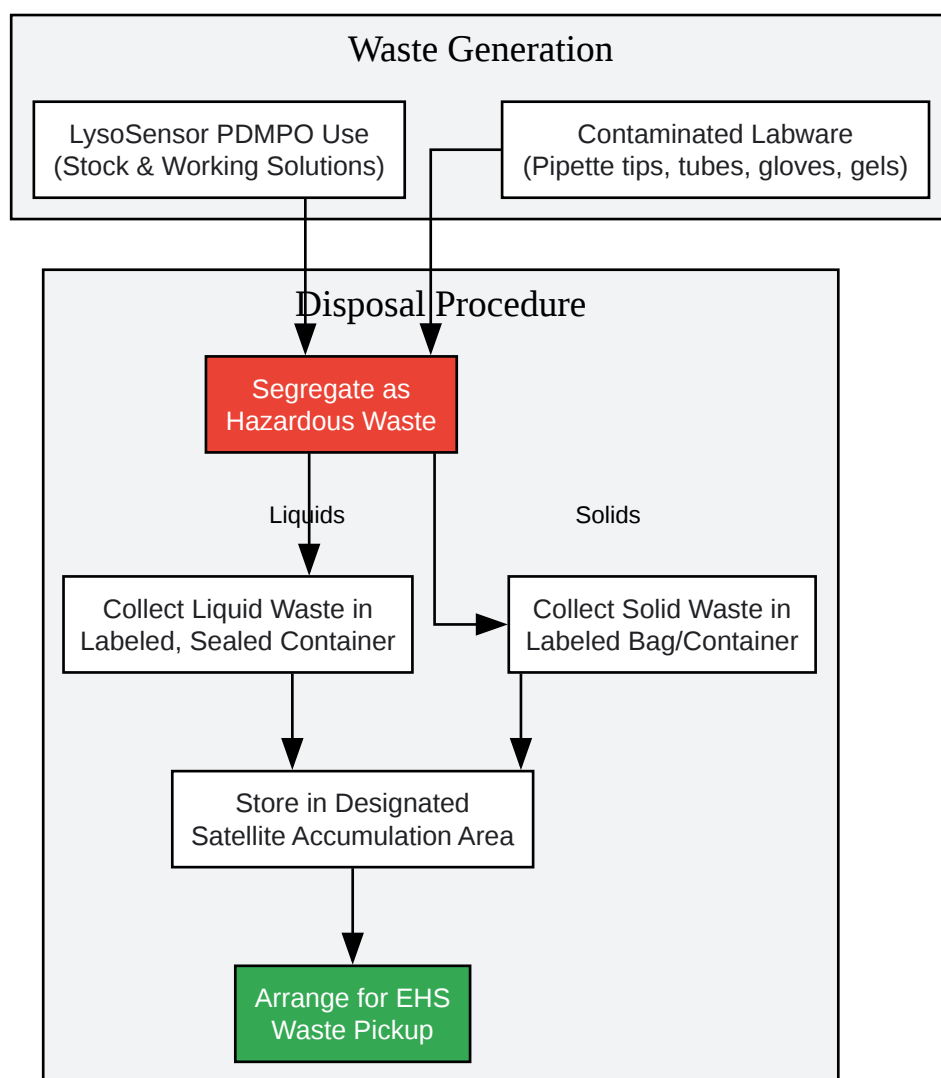 Waste Generation
LysoSensor PDMPO Use
(Stock & Working Solutions)
Contaminated Labware
(Pipette tips, tubes, gloves, gels)
Disposal Procedure
Segregate as
Hazardous Waste
Liquids
Solids
Collect Liquid Waste in
Labeled, Sealed Container
Collect Solid Waste in
Labeled Bag/Container
Store in Designated
Satellite Accumulation Area
Arrange for EHS
Waste Pickup